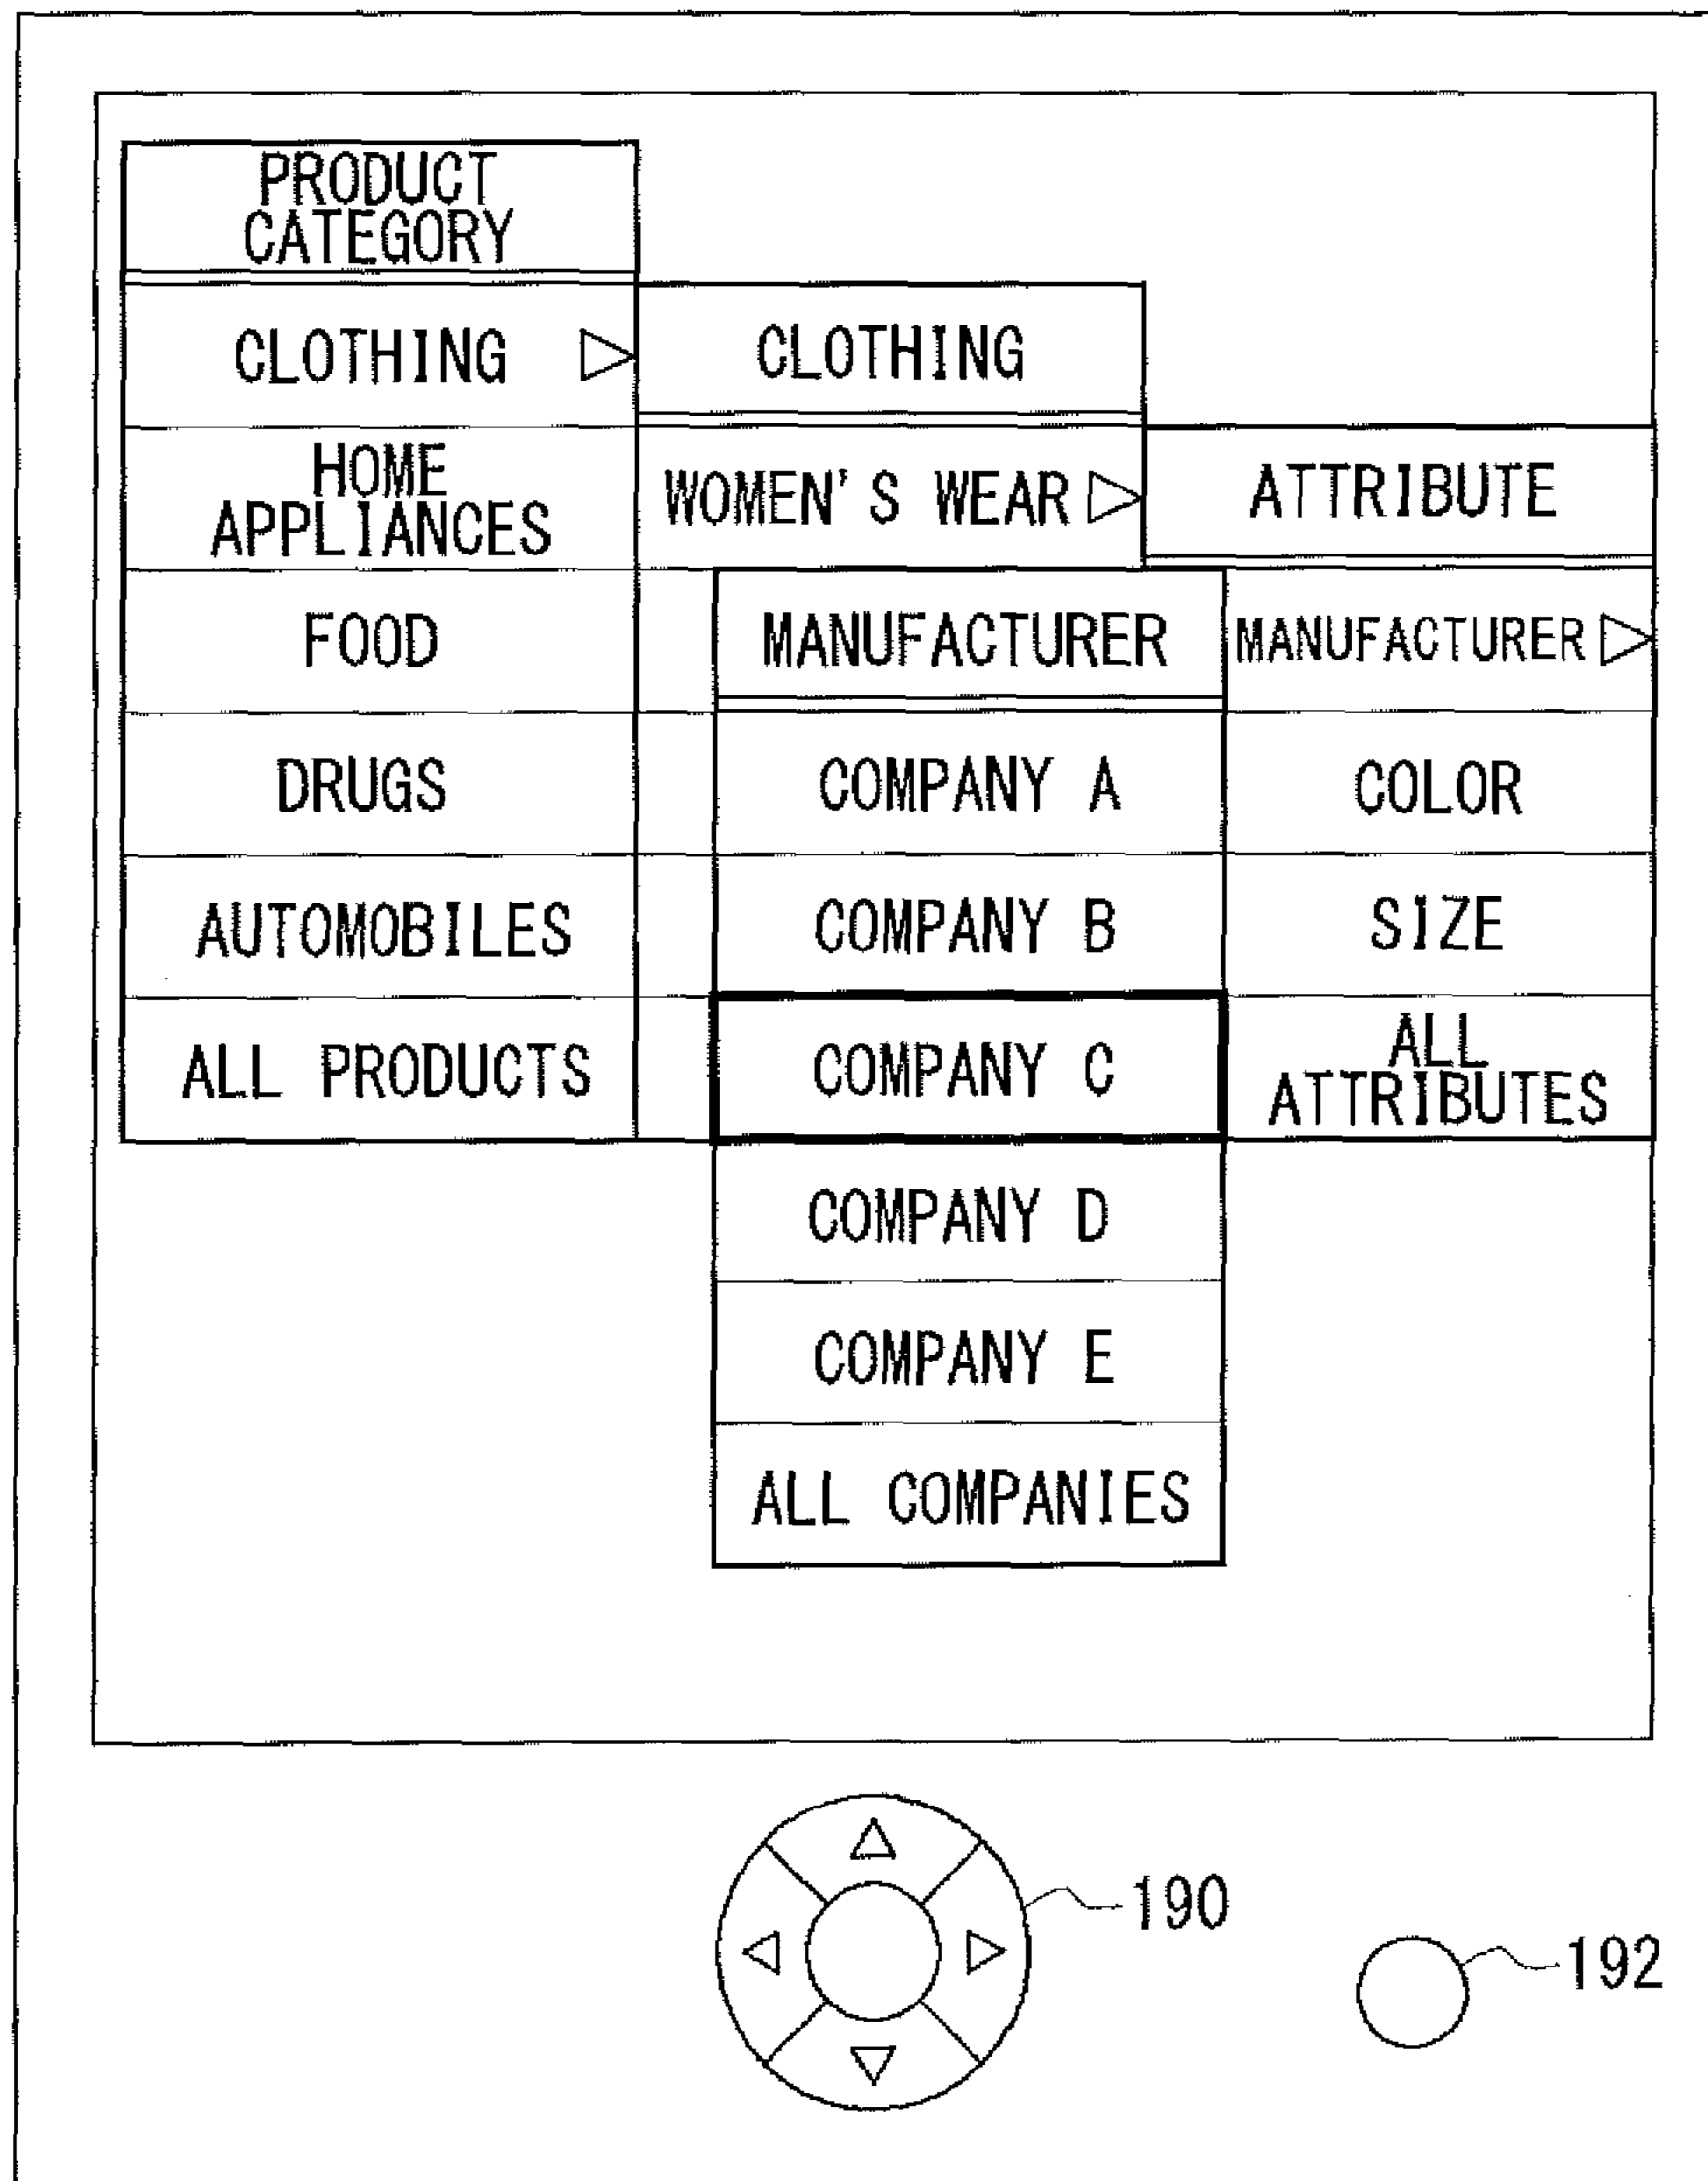 PRODUCT
CATEGORY
CLOTHING
HOME
APPLIANCES
FOOD
DRUGS
AUTOMOBILES
ALL PRODUCTS
CLOTHING
WOMEN'S WEAR
ATTRIBUTE
MANUFACTURER
COLOR
SIZE
ALL
ATTRIBUTES
MANUFACTURER
COMPANY A
COMPANY B
COMPANY C
COMPANY D
COMPANY E
ALL COMPANIES
190
192